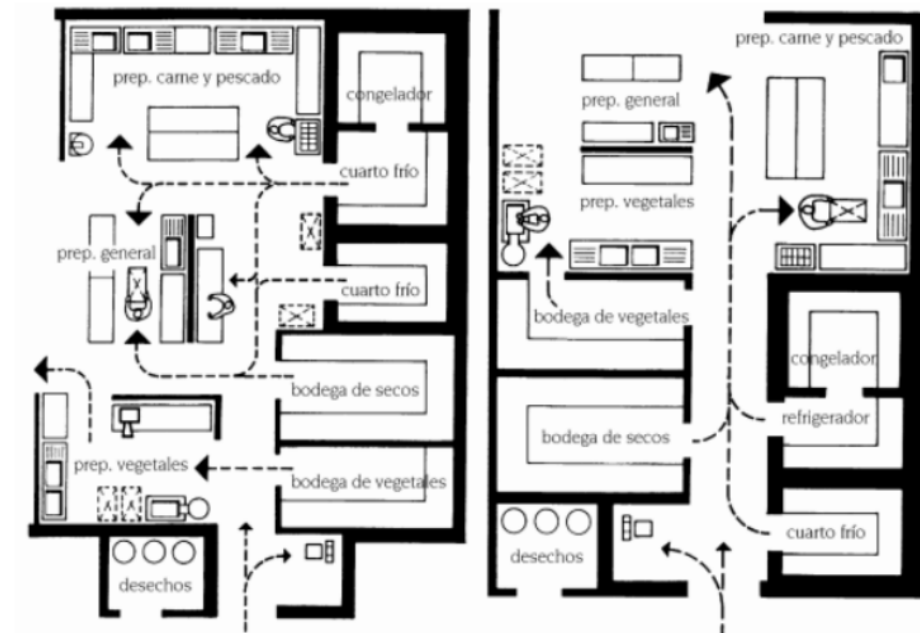 prep. carne y pescado
congelador
cuarto frío
prep. general
cuarto frío
bodega de secos
prep. vegetales
bodega de vegetales
desechos
prep. carne y pescado
prep. general
prep. vegetales
bodega de vegetales
congelador
refrigerador
bodega de secos
cuarto frío
desechos